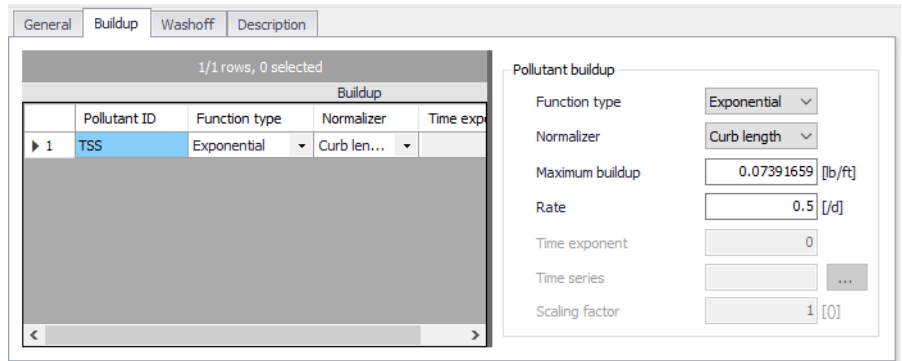 General Buildup Washoff Description
1/1 rows, 0 selected
Buildup
Pollutant ID Function type Normalizer Time expo
1 TSS Exponential Curb len...
Pollutant buildup
Function type Exponential
Normalizer Curb length
Maximum buildup 0.07391659 [lb/ft]
Rate 0.5 [/d]
Time exponent 0
Time series ...
Scaling factor 1 [()]